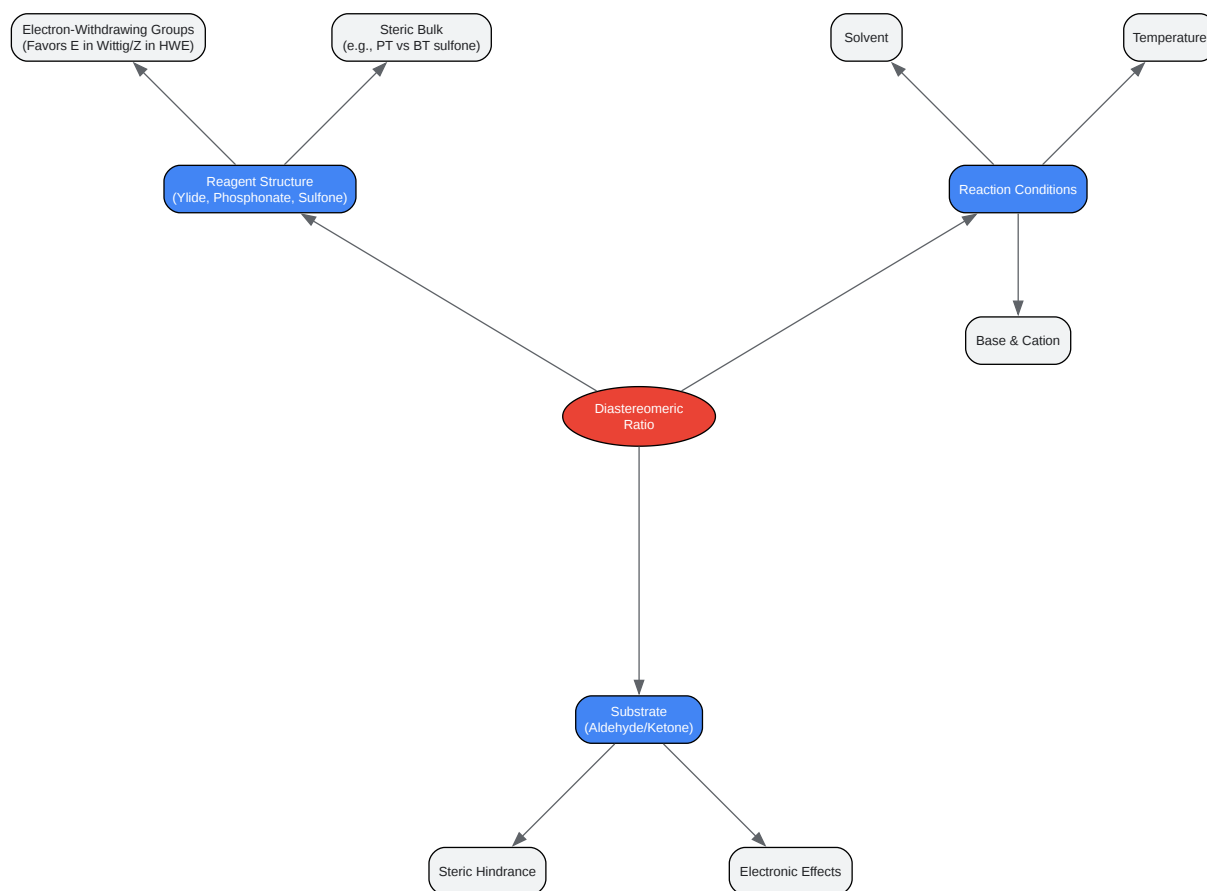 Electron-Withdrawing Groups
(Favors E in Wittig/Z in HWE)
Steric Bulk
(e.g., PT vs BT sulfone)
Solvent
Temperature
Reagent Structure
(Ylide, Phosphonate, Sulfone)
Reaction Conditions
Base & Cation
Diastereomeric
Ratio
Substrate
(Aldehyde/Ketone)
Steric Hindrance
Electronic Effects